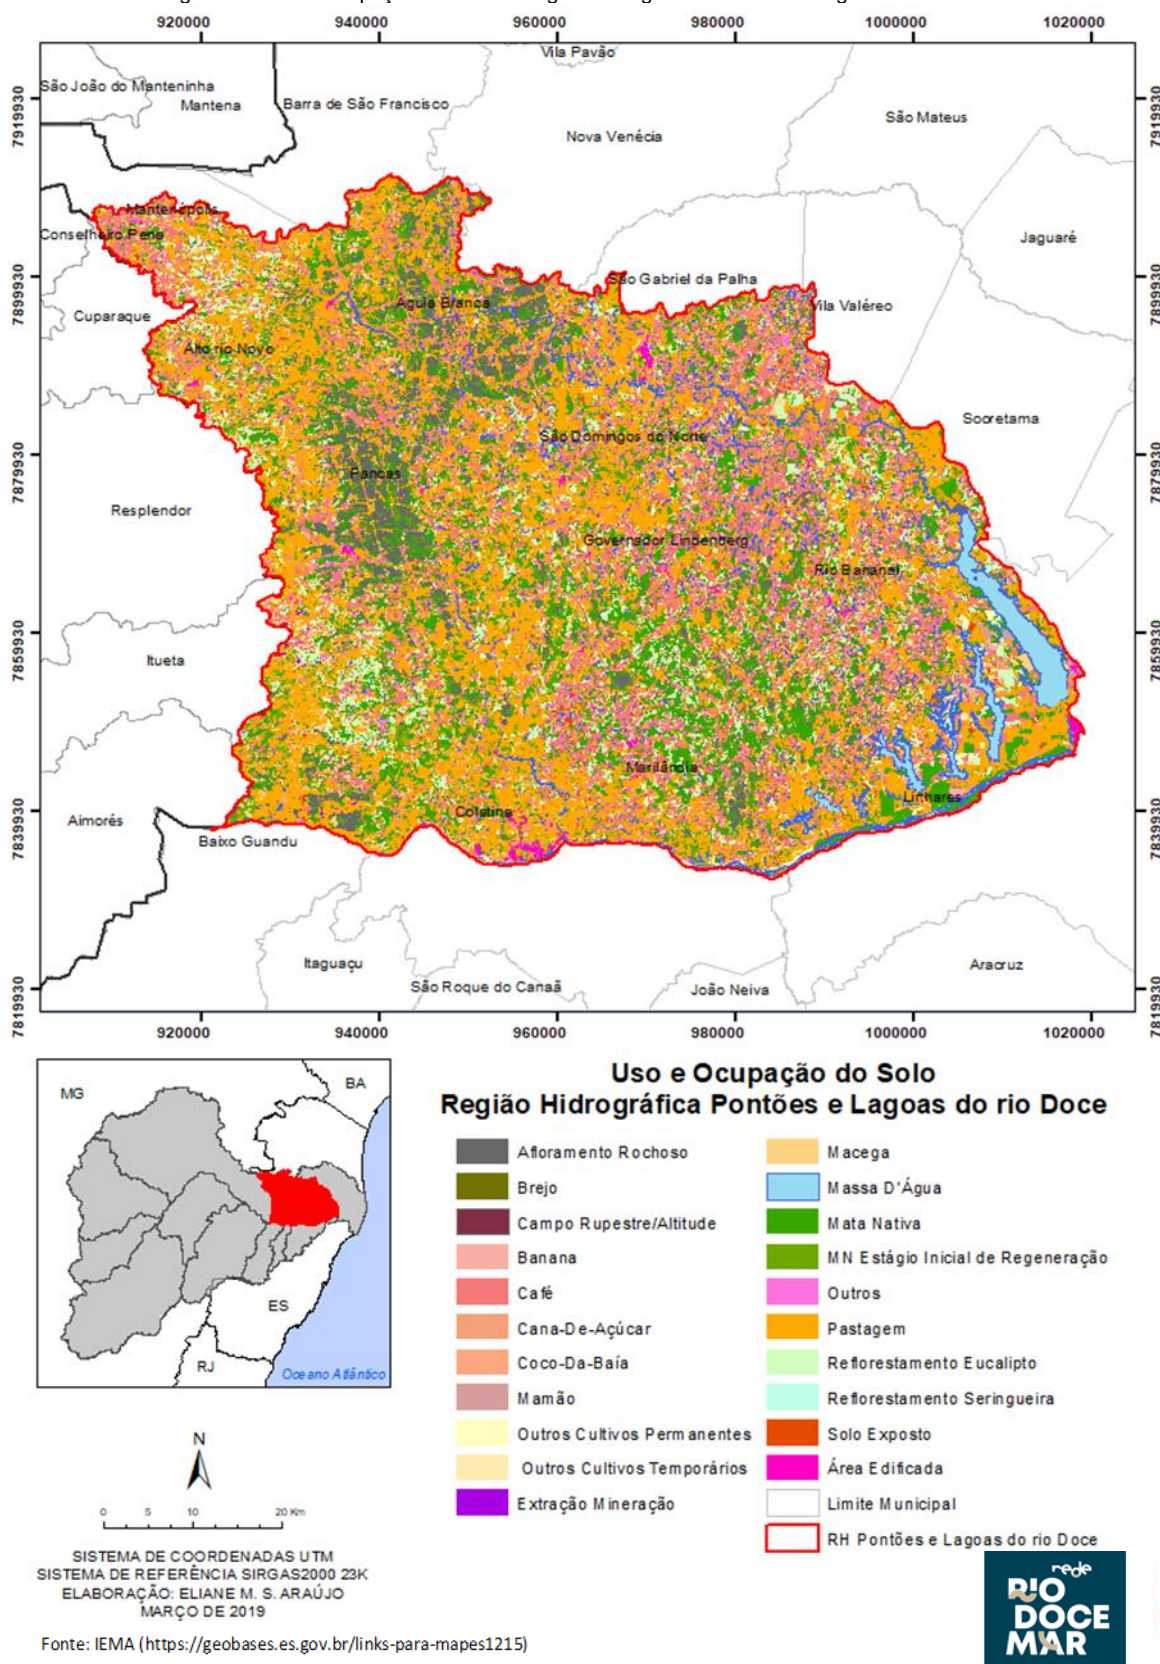 920000 940000 960000 980000 1000000 1020000
7919930 7899930 7879930 7859930 7839930 7819930
7919930 7899930 7879930 7859930 7839930 7819930
Vila Pavão
São João do Manteninha
Mantena
Barra de São Francisco
São Mateus
Nova Venécia
Mantenópolis
Conselheiro Pena
Jaguaré
São Gabriel da Palha
Águia Branca
Vila Valéreo
Cuparaque
Alto rio Novo
Sooretama
São Domingos do Norte
Pancas
Resplendor
Governador Lindenberg
Rio Bananal
Itueta
Marilândia
Linhares
Colatina
Aimorés
Baixo Guandu
Itaguaçu
Aracruz
São Roque do Canaã
João Neiva
920000 940000 960000 980000 1000000 1020000
MG
BA
ES
RJ
Oceano Atlântico
N
0 5 10 20 Km
SISTEMA DE COORDENADAS UTM
SISTEMA DE REFERÊNCIA SIRGAS2000 23K
ELABORAÇÃO: ELIANE M. S. ARAÚJO
MARÇO DE 2019
Uso e Ocupação do Solo
Região Hidrográfica Pontões e Lagoas do rio Doce
Afloramento Rochoso
Brejo
Campo Rupestre/Altitude
Banana
Café
Cana-De-Açúcar
Coco-Da-Baía
Mamão
Outros Cultivos Permanentes
Outros Cultivos Temporários
Extração Mineração
Macega
Massa D'Água
Mata Nativa
MN Estágio Inicial de Regeneração
Outros
Pastagem
Reflorestamento Eucalipto
Reflorestamento Seringueira
Solo Exposto
Área Edificada
Limite Municipal
RH Pontões e Lagoas do rio Doce
rede
RIO
DOCE
MAR
Fonte: IEMA (https://geobases.es.gov.br/links-para-mapes1215)